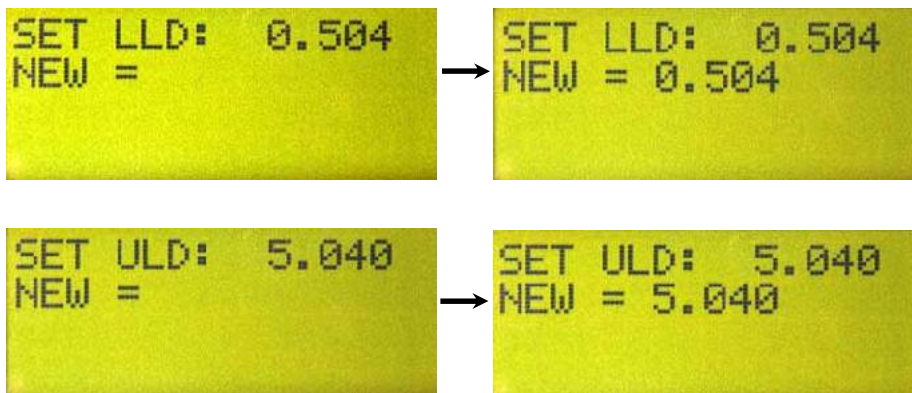 SET LLD: 0.504
NEW =
SET LLD: 0.504
NEW = 0.504
SET ULD: 5.040
NEW =
SET ULD: 5.040
NEW = 5.040